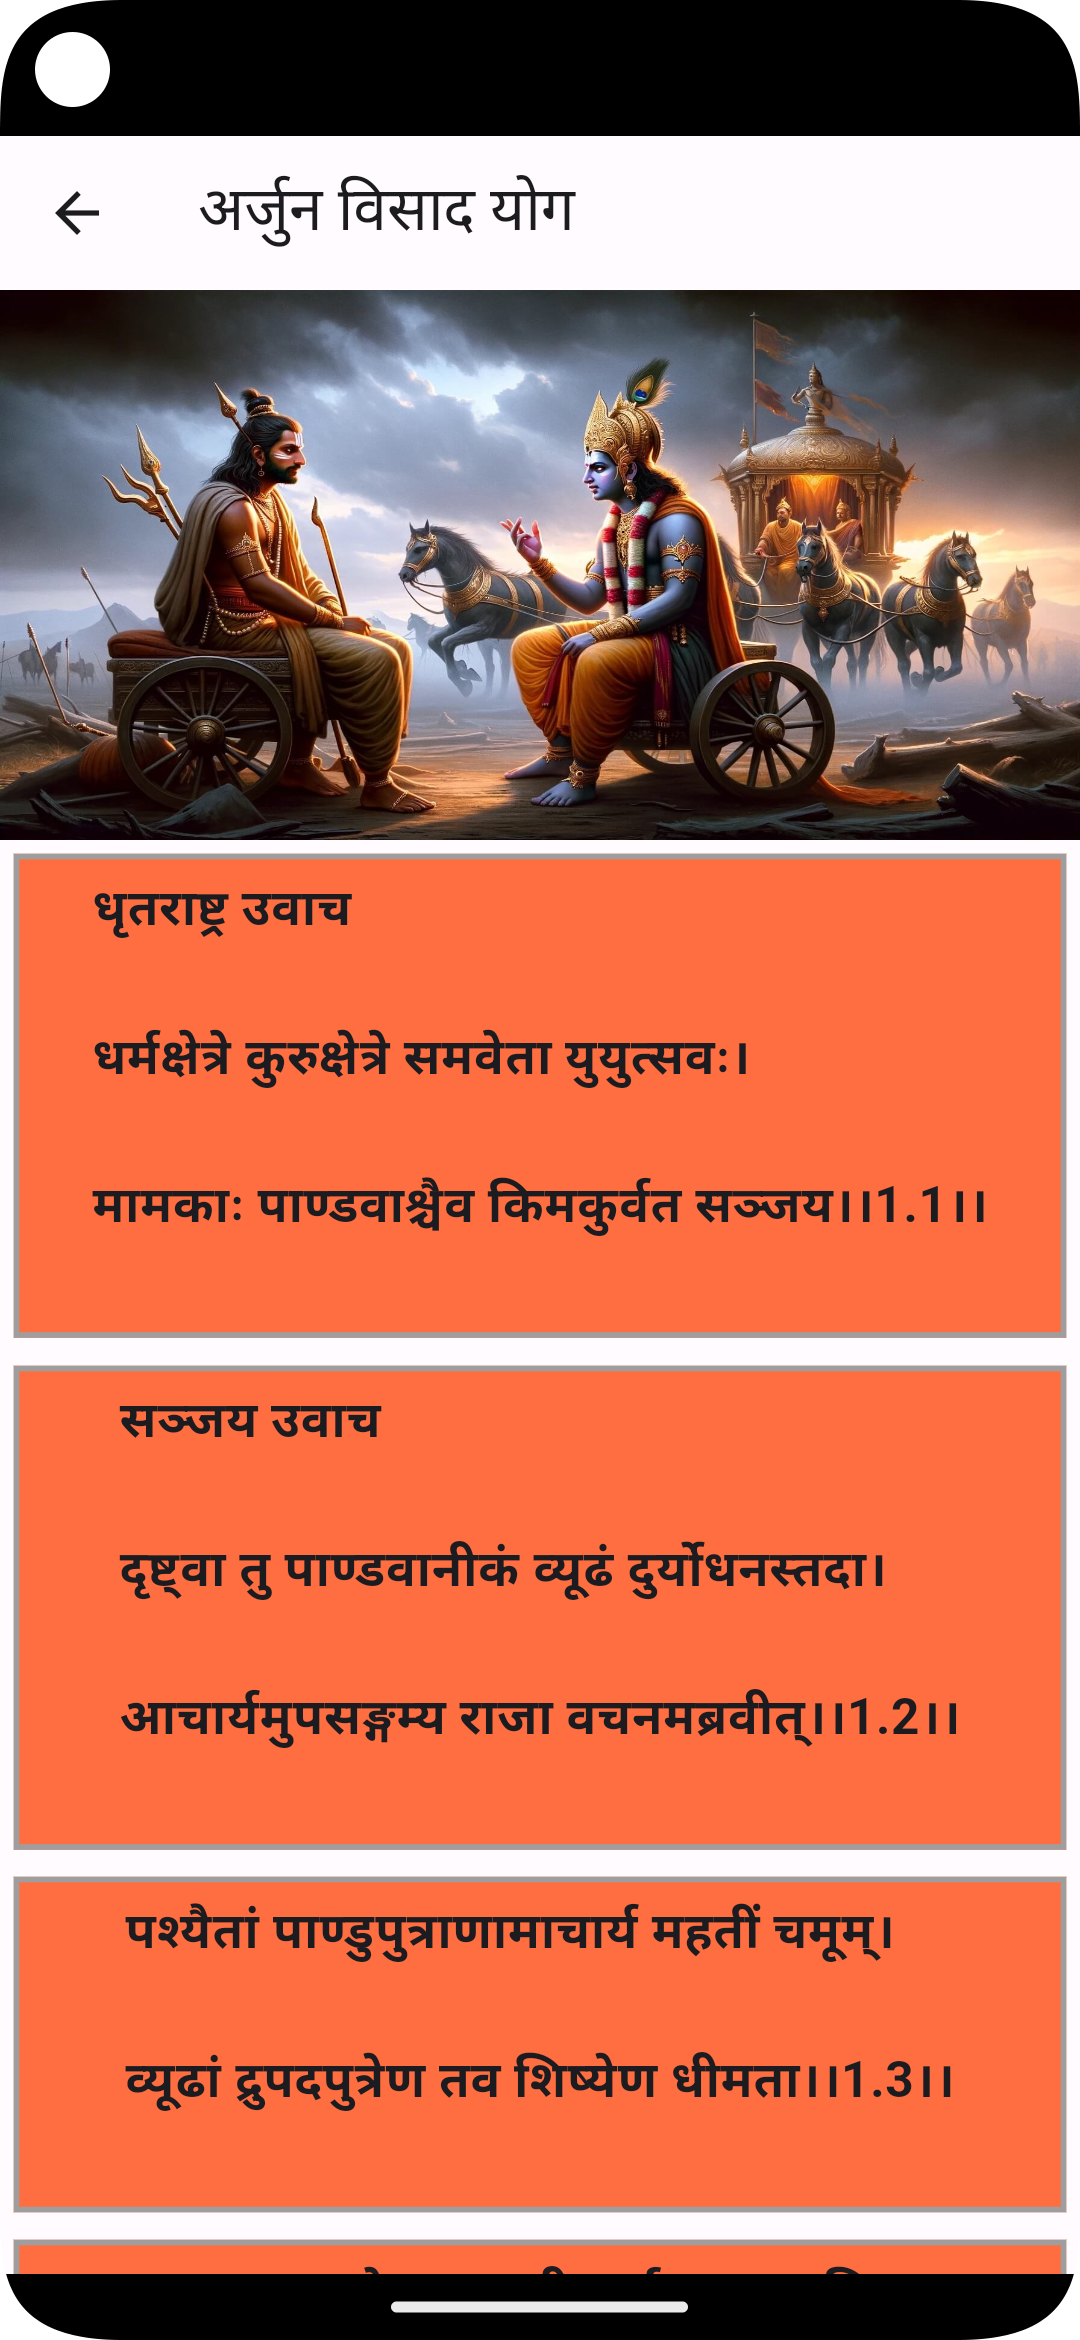 अर्जुन विसाद योग
धृतराष्ट्र उवाच
धर्मक्षेत्रे कुरुक्षेत्रे समवेता युयुत्सवः।
मामकाः पाण्डवाश्चैव किमकुर्वत सञ्जय।।1.1।।
सञ्जय उवाच
दृष्ट्वा तु पाण्डवानीकं व्यूढं दुर्योधनस्तदा।
आचार्यमुपसङ्गम्य राजा वचनमब्रवीत्।।1.2।।
पश्यैतां पाण्डुपुत्राणामाचार्य महतीं चमूम्।
व्यूढां द्रुपदपुत्रेण तव शिष्येण धीमता।।1.3।।